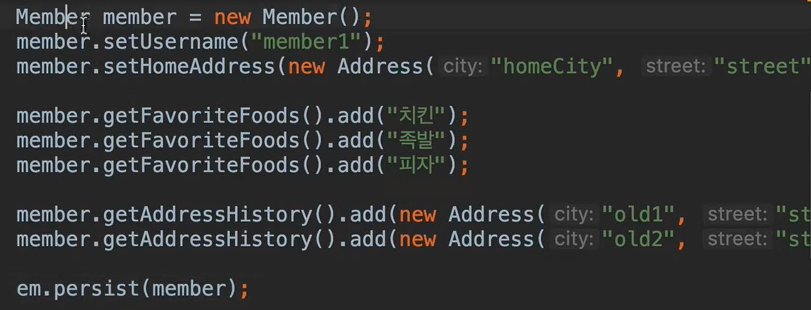 Member member = new Member();
member.setUsername("member1");
member.setHomeAddress(new Address( city: "homeCity", street: "street"
member.getFavoriteFoods().add("치킨");
member.getFavoriteFoods().add("족발");
member.getFavoriteFoods().add("피자");
member.getAddressHistory().add(new Address( city: "old1", street: "st
member.getAddressHistory().add(new Address( city: "old2", street: "st
em.persist(member);